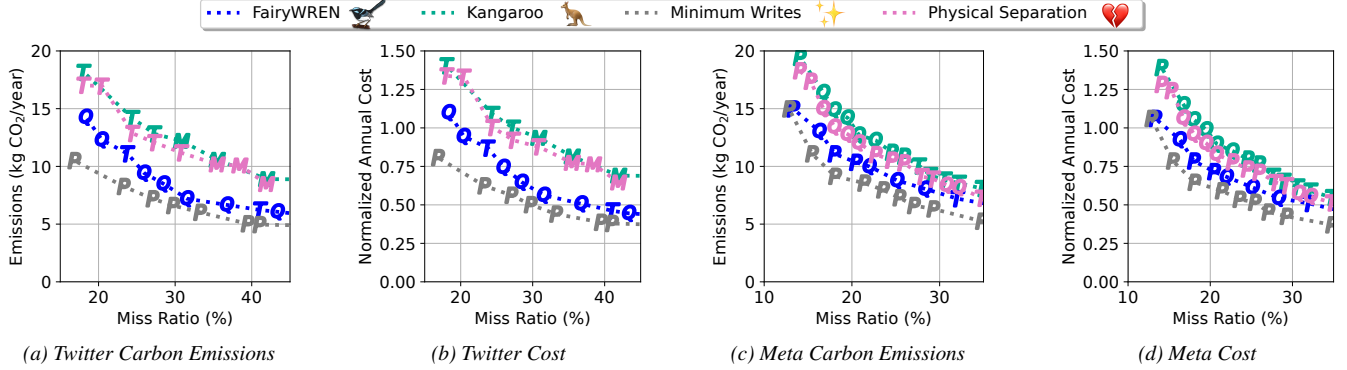 FairyWREN Kangaroo Minimum Writes Physical Separation
Emissions (kg CO₂/year)
20
15
10
5
0
20 30 40
Miss Ratio (%)
T T T T M M M M
T T T T T M M M
Q Q T Q Q Q Q T Q
P P P P P P P
(a) Twitter Carbon Emissions
Normalized Annual Cost
1.50
1.25
1.00
0.75
0.50
0.25
0.00
20 30 40
Miss Ratio (%)
(b) Twitter Cost
Emissions (kg CO₂/year)
20
15
10
5
0
10 20 30
Miss Ratio (%)
(c) Meta Carbon Emissions
Normalized Annual Cost
1.50
1.25
1.00
0.75
0.50
0.25
0.00
10 20 30
Miss Ratio (%)
(d) Meta Cost